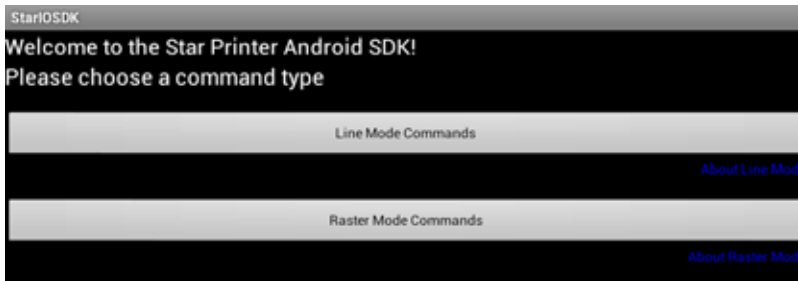 StarIOSDK
Welcome to the Star Printer Android SDK!
Please choose a command type
Line Mode Commands
About Line Mod
Raster Mode Commands
About Raster Mod